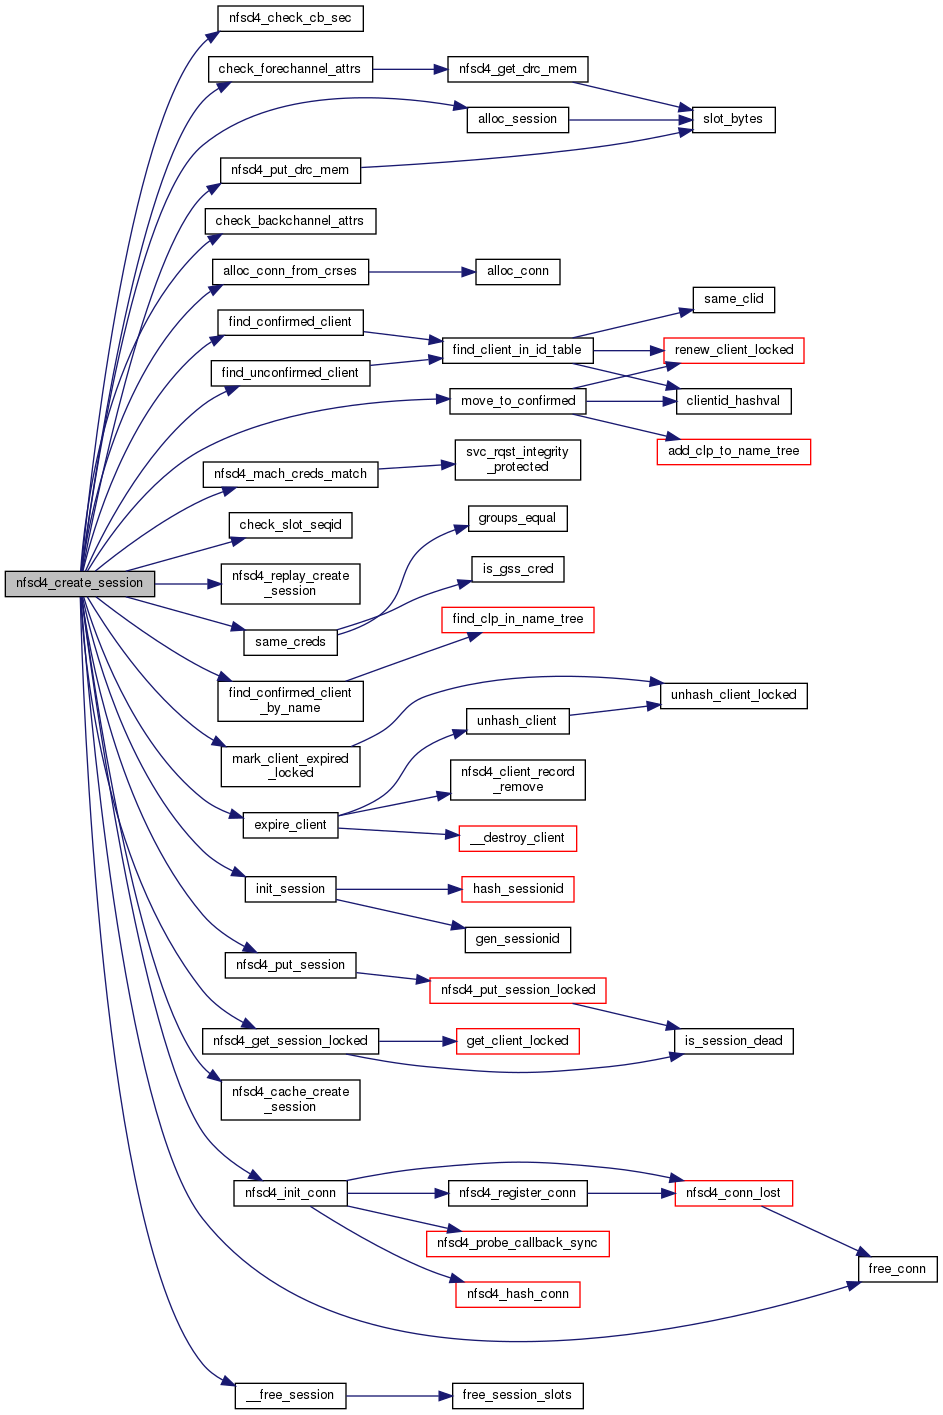 nfsd4_check_cb_sec
check_forechannel_attrs
nfsd4_get_drc_mem
alloc_session
slot_bytes
nfsd4_put_drc_mem
check_backchannel_attrs
alloc_conn_from_crses
alloc_conn
same_clid
find_confirmed_client
find_client_in_id_table
renew_client_locked
find_unconfirmed_client
move_to_confirmed
clientid_hashval
add_clp_to_name_tree
svc_rqst_integrity
_protected
nfsd4_mach_creds_match
groups_equal
check_slot_seqid
is_gss_cred
nfsd4_create_session
nfsd4_replay_create
_session
find_clp_in_name_tree
same_creds
find_confirmed_client
_by_name
unhash_client_locked
unhash_client
mark_client_expired
_locked
nfsd4_client_record
_remove
expire_client
__destroy_client
init_session
hash_sessionid
gen_sessionid
nfsd4_put_session
nfsd4_put_session_locked
nfsd4_get_session_locked
get_client_locked
is_session_dead
nfsd4_cache_create
_session
nfsd4_init_conn
nfsd4_register_conn
nfsd4_conn_lost
nfsd4_probe_callback_sync
free_conn
nfsd4_hash_conn
__free_session
free_session_slots